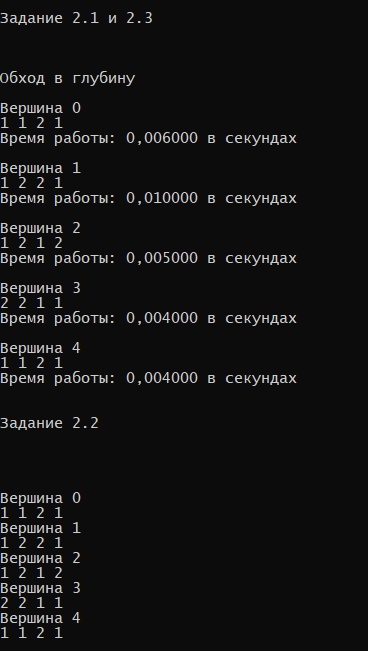 Задание 2.1 и 2.3
Обход в глубину
Вершина 0
1 1 2 1
Время работы: 0,006000 в секундах
Вершина 1
1 2 2 1
Время работы: 0,010000 в секундах
Вершина 2
1 2 1 2
Время работы: 0,005000 в секундах
Вершина 3
2 2 1 1
Время работы: 0,004000 в секундах
Вершина 4
1 1 2 1
Время работы: 0,004000 в секундах
Задание 2.2
Вершина 0
1 1 2 1
Вершина 1
1 2 2 1
Вершина 2
1 2 1 2
Вершина 3
2 2 1 1
Вершина 4
1 1 2 1